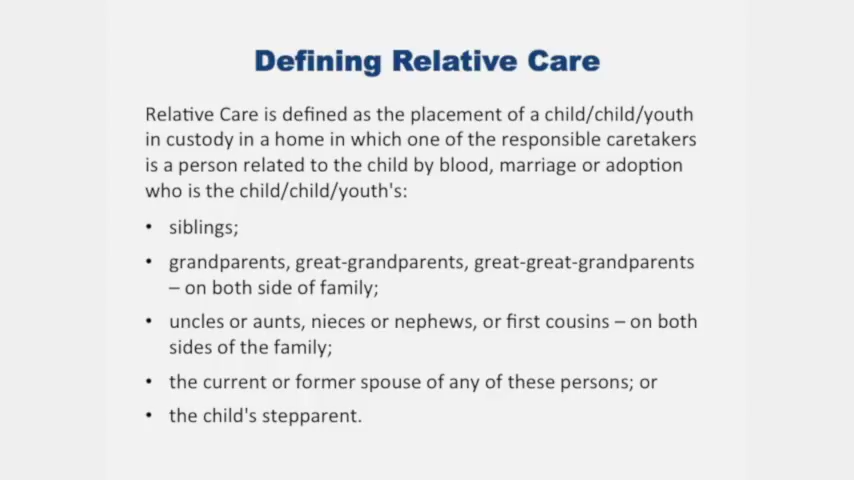 Defining Relative Care
Relative Care is defined as the placement of a child/child/youth
in custody in a home in which one of the responsible caretakers
is a person related to the child by blood, marriage or adoption
who is the child/child/youth's:
• siblings;
• grandparents, great-grandparents, great-great-grandparents
– on both side of family;
• uncles or aunts, nieces or nephews, or first cousins – on both
sides of the family;
• the current or former spouse of any of these persons; or
• the child's stepparent.